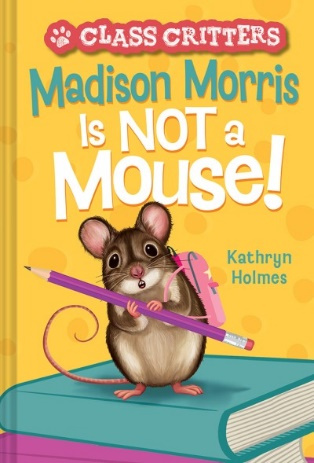 CLASS CRITTERS
Madison Morris
Is NOT a
Mouse!
Kathryn
Holmes